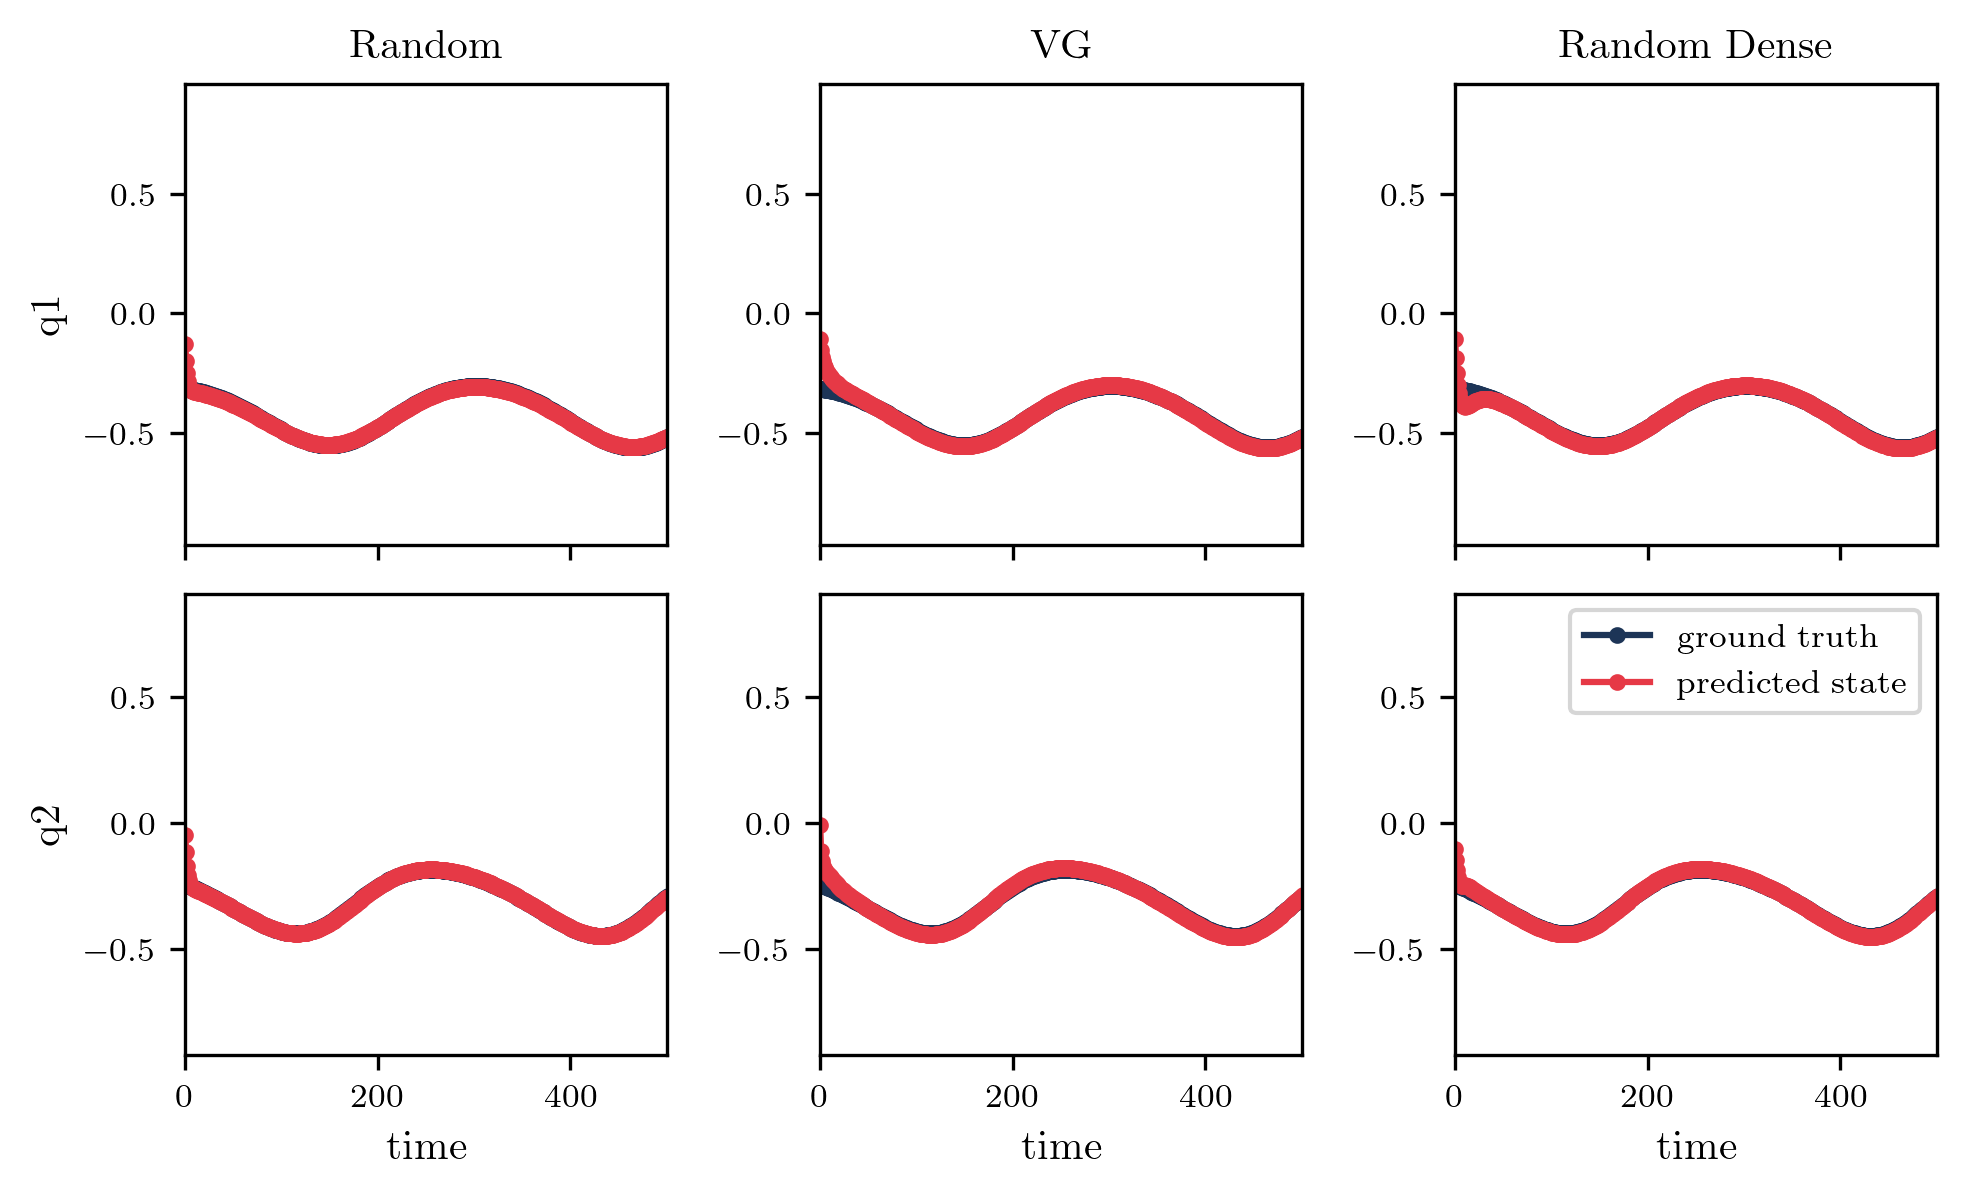 Random VG Random Dense
q1
0.5 0.5 0.5
0.0 0.0 0.0
−0.5 −0.5 −0.5
q2
ground truth
predicted state
0.5 0.5 0.5
0.0 0.0 0.0
−0.5 −0.5 −0.5
0 200 400 0 200 400 0 200 400
time time time